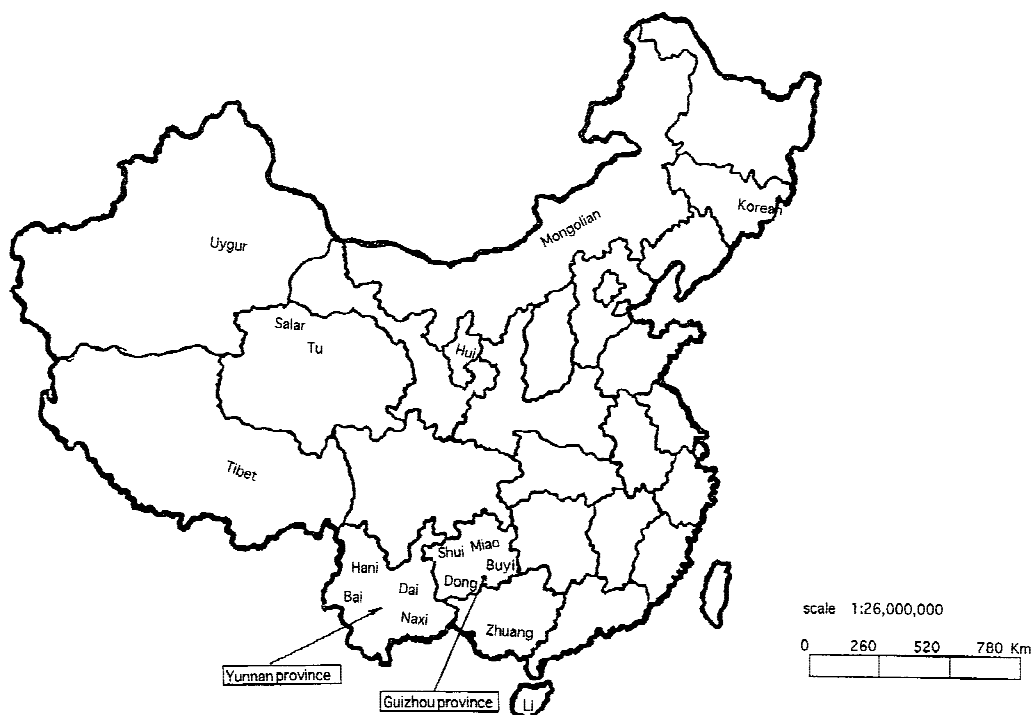 Korean
Mongolian
Uygur
Salar
Tu
Hui
Tibet
Shui Miao
Buyi
Hani
Dong
Dai
Bai
Naxi
Zhuang
scale 1:26,000,000
0 260 520 780 Km
Yunnan province
Guizhou province
Li